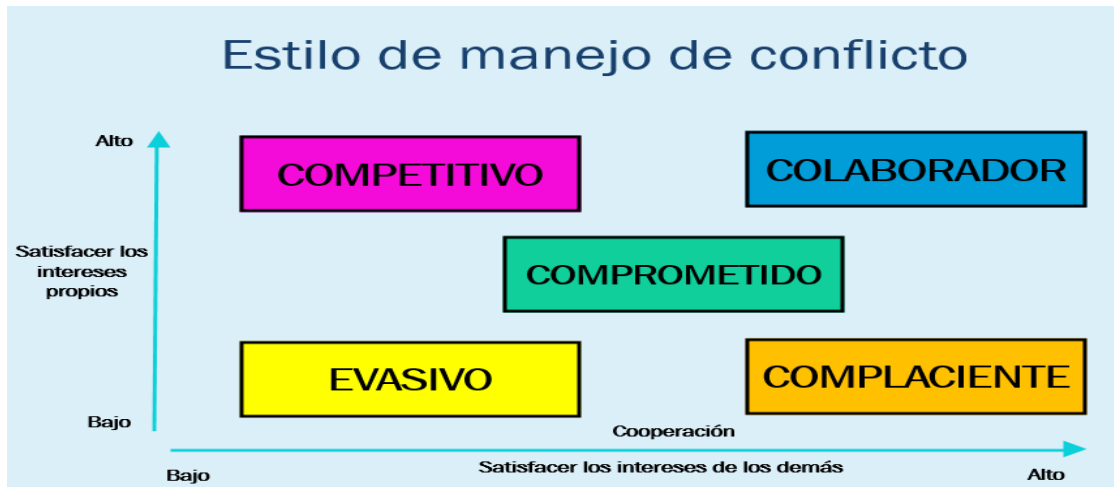 Estilo de manejo de conflicto
Alto
COMPETITIVO
COLABORADOR
Satisfacer los
intereses
propios
COMPROMETIDO
EVASIVO
COMPLACIENTE
Bajo
Cooperación
Bajo
Satisfacer los intereses de los demás
Alto